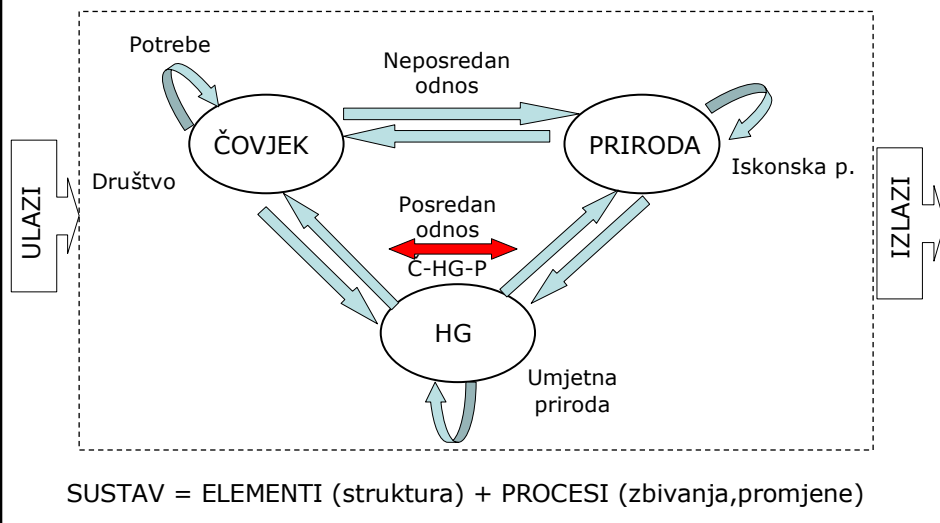 Potrebe
Neposredan
odnos
ČOVJEK
PRIRODA
Društvo
Iskonska p.
ULAZI
IZLAZI
Posredan
odnos
Č-HG-P
HG
Umjetna
priroda
SUSTAV = ELEMENTI (struktura) + PROCESI (zbivanja,promjene)